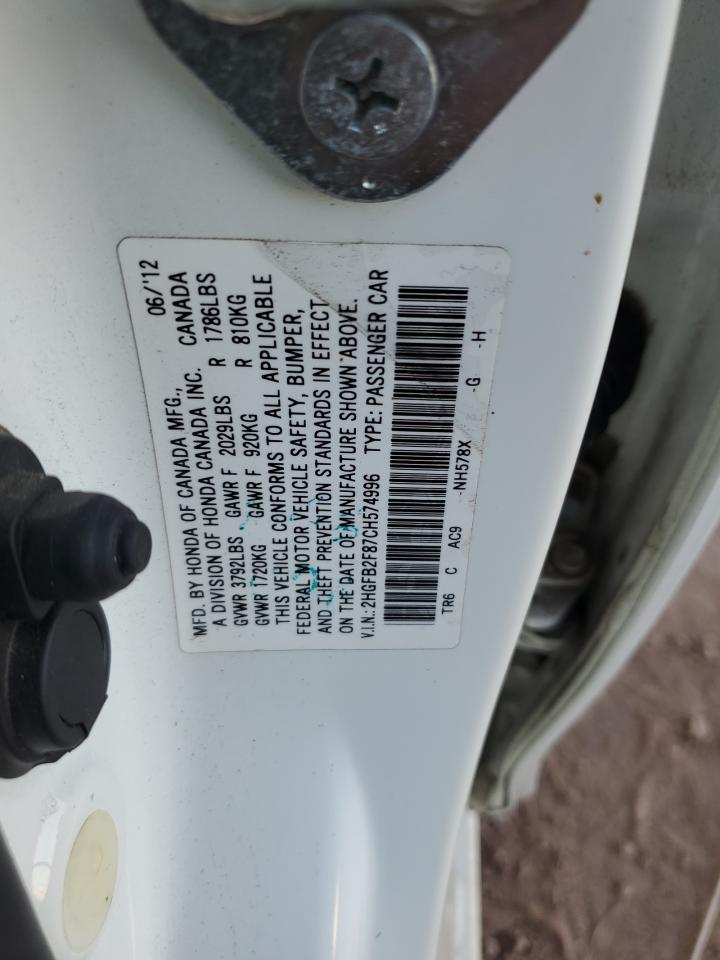 MFD. BY HONDA OF CANADA MFG., 06/'12
A DIVISION OF HONDA CANADA INC. CANADA
GVWR 3792LBS GAWR F 2029LBS R 1786LBS
GVWR 1720KG GAWR F 920KG R 810KG
THIS VEHICLE CONFORMS TO ALL APPLICABLE
FEDERAL MOTOR VEHICLE SAFETY, BUMPER,
AND THEFT PREVENTION STANDARDS IN EFFECT
ON THE DATE OF MANUFACTURE SHOWN ABOVE.
V.I.N.: 2HGFB2F87CH574996 TYPE: PASSENGER CAR
TR6 C AC9 -NH578X -G -H